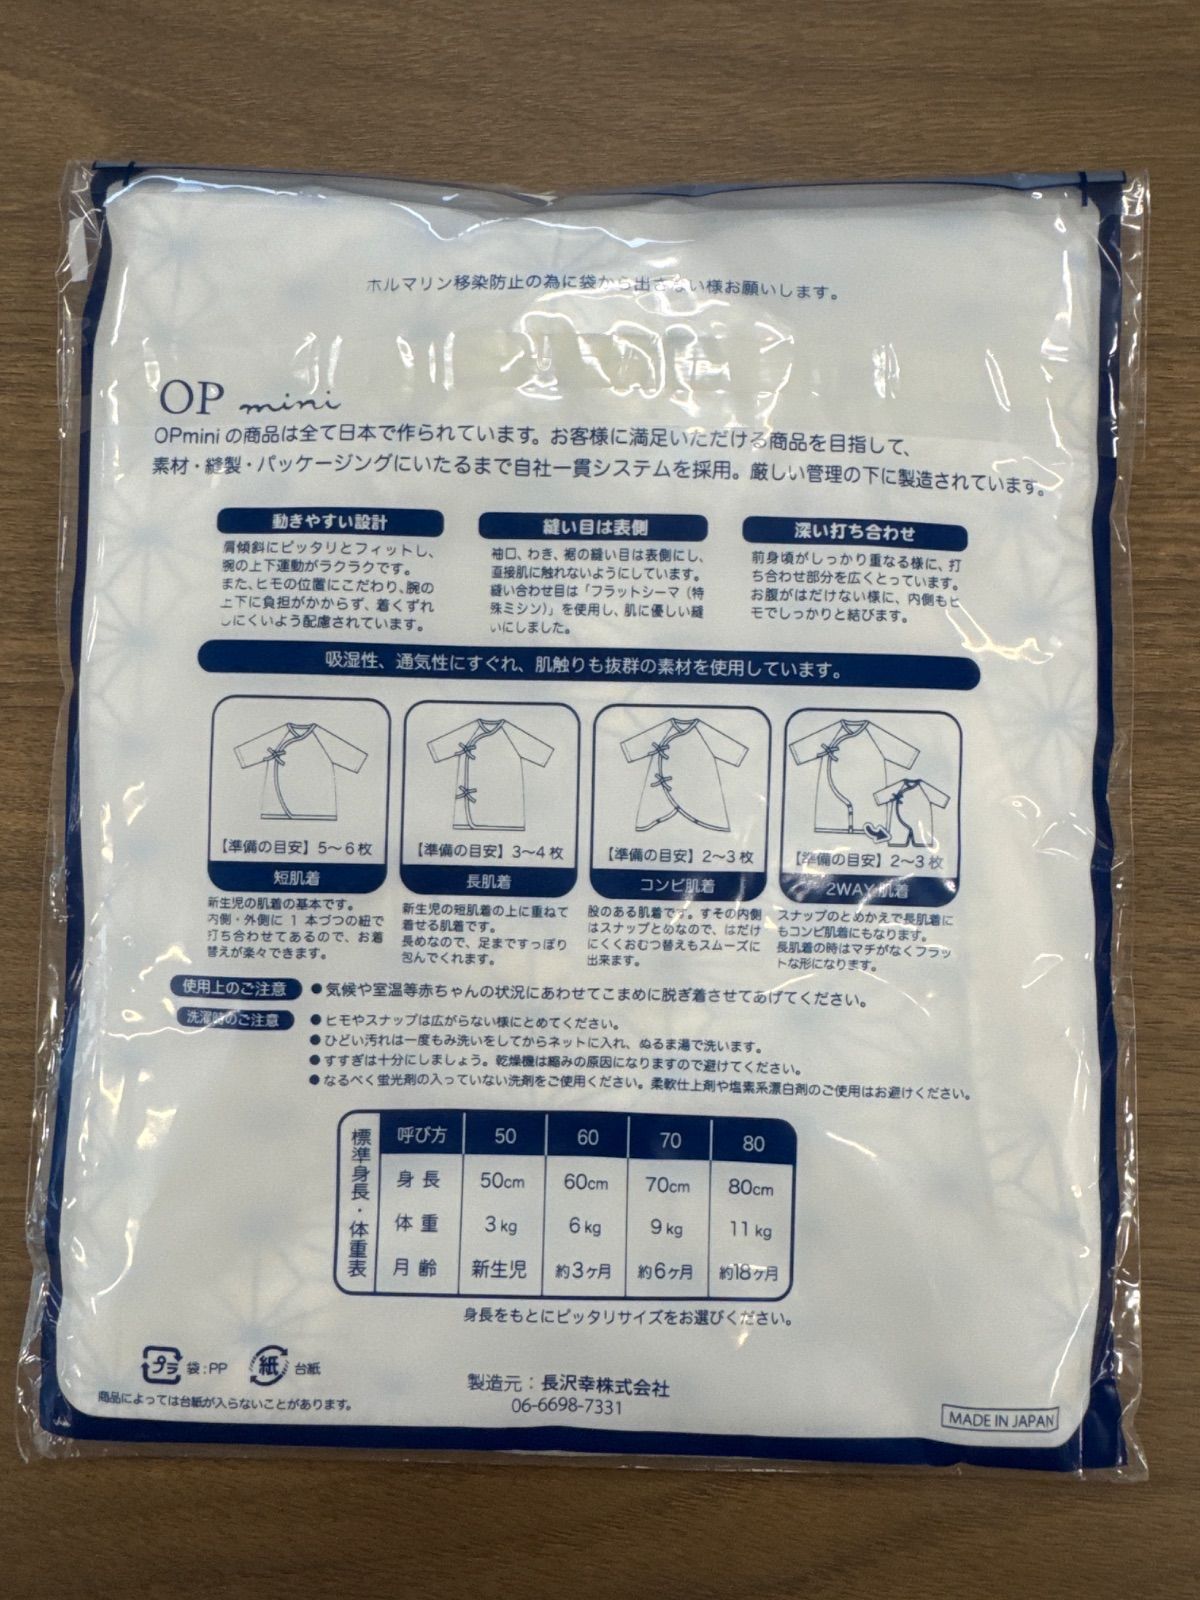 ホルマリン移染防止の為に袋から出さない様お願いします。
OP mini
OPmini の商品は全て日本で作られています。お客様に満足いただける商品を目指して、
素材・縫製・パッケージングにいたるまで自社一貫システムを採用。厳しい管理の下に製造されています。
動きやすい設計
肩傾斜にピッタリとフィットし、
腕の上下運動がラクラクです。
また、ヒモの位置にこだわり、腕の
上下に負担がかからず、着くずれ
しにくいよう配慮されています。
縫い目は表側
袖口、わき、裾の縫い目は表側にし、
直接肌に触れないようにしています。
縫い合わせ目は「フラットシーマ（特
殊ミシン）」を使用し、肌に優しい縫
いにしました。
深い打ち合わせ
前身頃がしっかり重なる様に、打
ち合わせ部分を広くとっています。
お腹がはだけない様に、内側もヒ
モでしっかりと結びます。
吸湿性、通気性にすぐれ、肌触りも抜群の素材を使用しています。
【準備の目安】5〜6枚
短肌着
新生児の肌着の基本です。
内側・外側に1本づつの紐で
打ち合わせてあるので、お着
替えが楽々できます。
【準備の目安】3〜4枚
長肌着
新生児の短肌着の上に重ねて
着せる肌着です。
長めなので、足まですっぽり
包んでくれます。
【準備の目安】2〜3枚
コンビ肌着
股のある肌着です。すその内側
はスナップとめなので、はだけ
にくくおむつ替えもスムーズに
出来ます。
【準備の目安】2〜3枚
2WAY 肌着
スナップのとめかえで長肌着に
もコンビ肌着にもなります。
長肌着の時はマチがなくフラッ
トな形になります。
使用上のご注意 ●気候や室温等赤ちゃんの状況にあわせてこまめに脱ぎ着させてあげてください。
洗濯時のご注意 ●ヒモやスナップは広がらない様にとめてください。
●ひどい汚れは一度もみ洗いをしてからネットに入れ、ぬるま湯で洗います。
●すすぎは十分にしましょう。乾燥機は縮みの原因になりますので避けてください。
●なるべく蛍光剤の入っていない洗剤をご使用ください。柔軟仕上剤や塩素系漂白剤のご使用はお避けください。
標準身長・体重表
呼び方 50 60 70 80
身長 50cm 60cm 70cm 80cm
体重 3kg 6kg 9kg 11kg
月齢 新生児 約3ヶ月 約6ヶ月 約18ヶ月
身長をもとにピッタリサイズをお選びください。
プラ 袋:PP 紙 台紙
商品によっては台紙が入らないことがあります。
製造元：長沢幸株式会社
06-6698-7331
MADE IN JAPAN